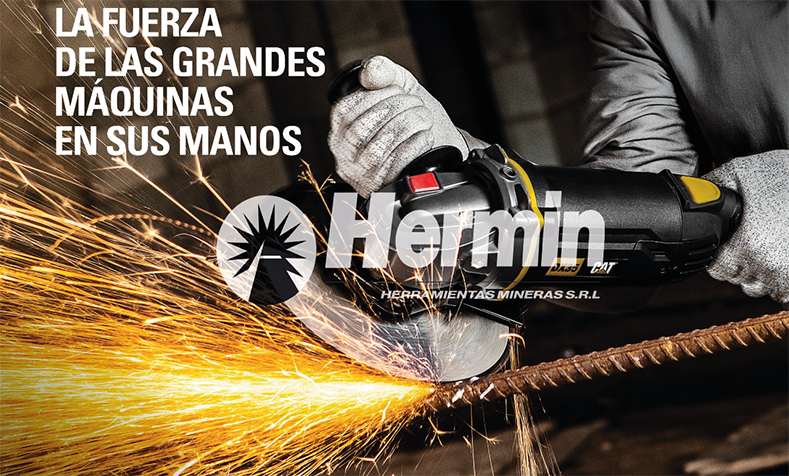 LA FUERZA
DE LAS GRANDES
MÁQUINAS
EN SUS MANOS
Hermin
CAT
HERRAMIENTAS MINERAS S.R.L